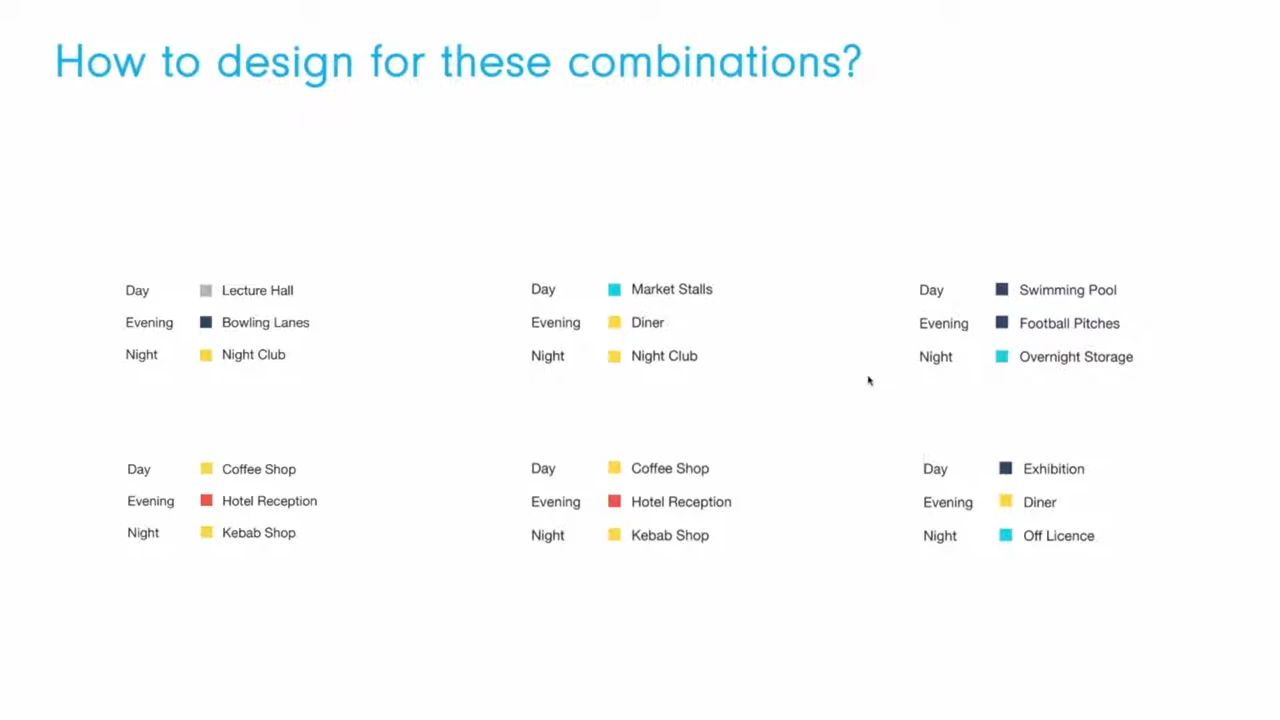 How to design for these combinations?
Day Lecture Hall
Evening Bowling Lanes
Night Night Club
Day Market Stalls
Evening Diner
Night Night Club
Day Swimming Pool
Evening Football Pitches
Night Overnight Storage
Day Coffee Shop
Evening Hotel Reception
Night Kebab Shop
Day Coffee Shop
Evening Hotel Reception
Night Kebab Shop
Day Exhibition
Evening Diner
Night Off Licence